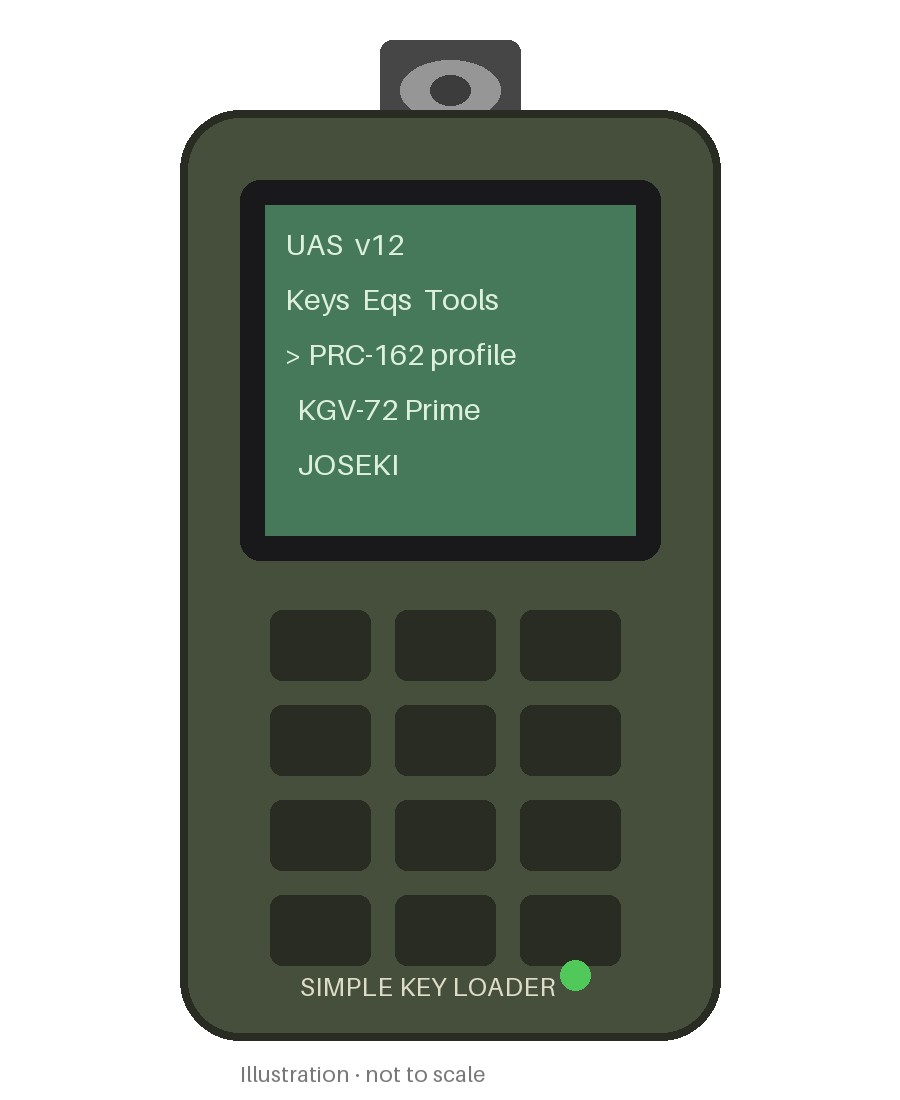 UAS v12
Keys Eqs Tools
> PRC-162 profile
KGV-72 Prime
JOSEKI
SIMPLE KEY LOADER
Illustration · not to scale